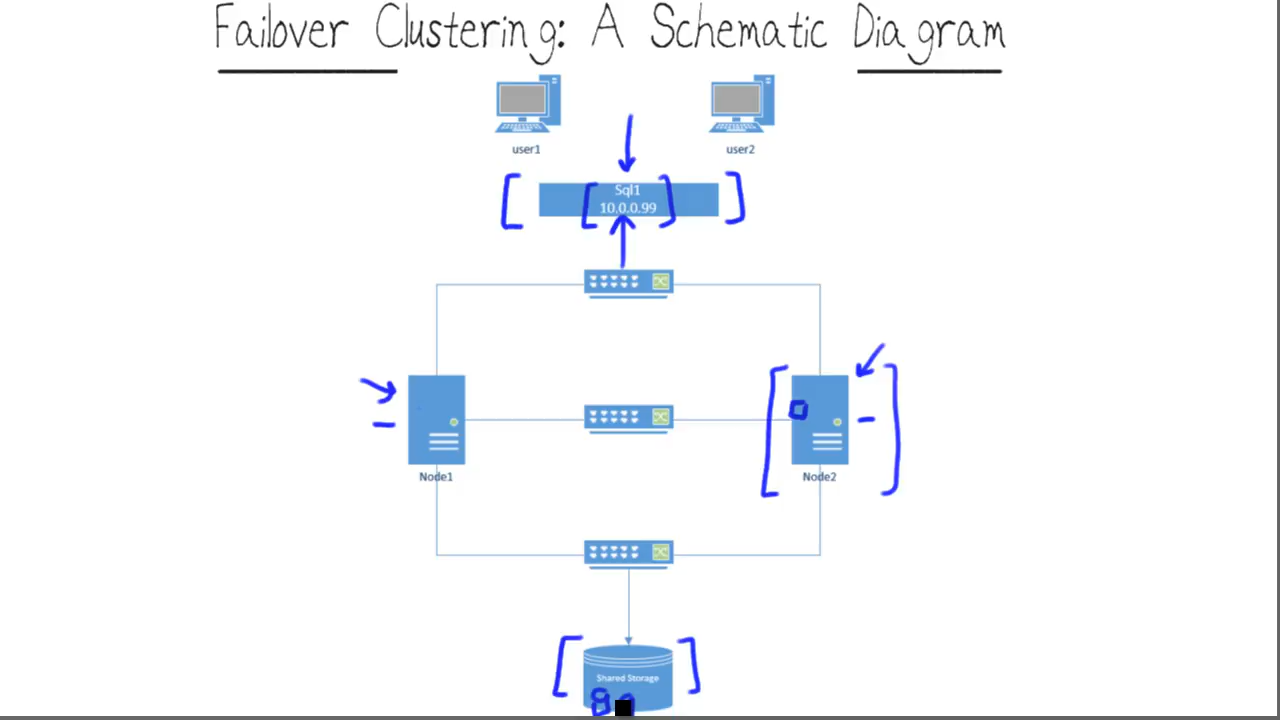 Failover Clustering: A Schematic Diagram
user1
user2
Sql1
10.0.0.99
Node1
Node2
Shared Storage